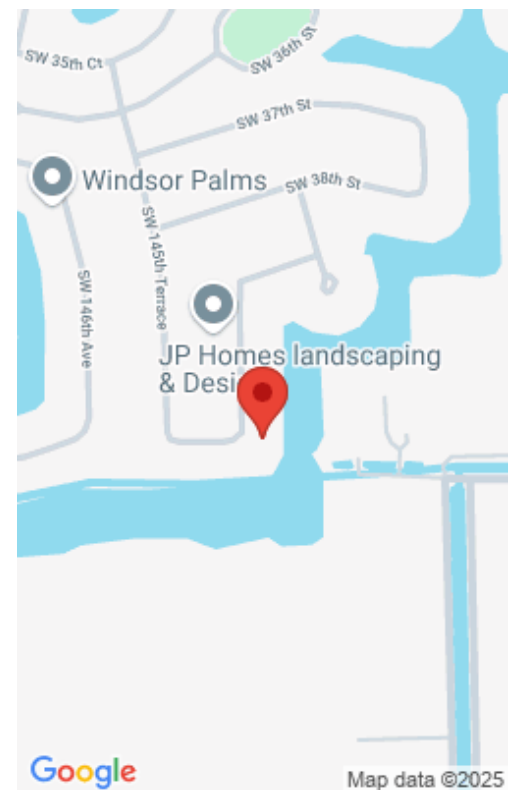 SW 35th Ct
SW 36th St
SW 37th St
Windsor Palms
SW 38th St
SW 145th Terrace
SW 146th Ave
JP Homes landscaping
& Desi
Google
Map data ©2025